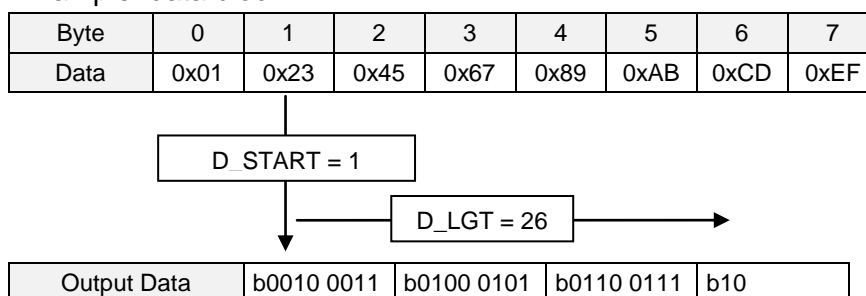 Byte 0 1 2 3 4 5 6 7
Data 0x01 0x23 0x45 0x67 0x89 0xAB 0xCD 0xEF
D_START = 1
D_LGT = 26
Output Data b0010 0011 b0100 0101 b0110 0111 b10